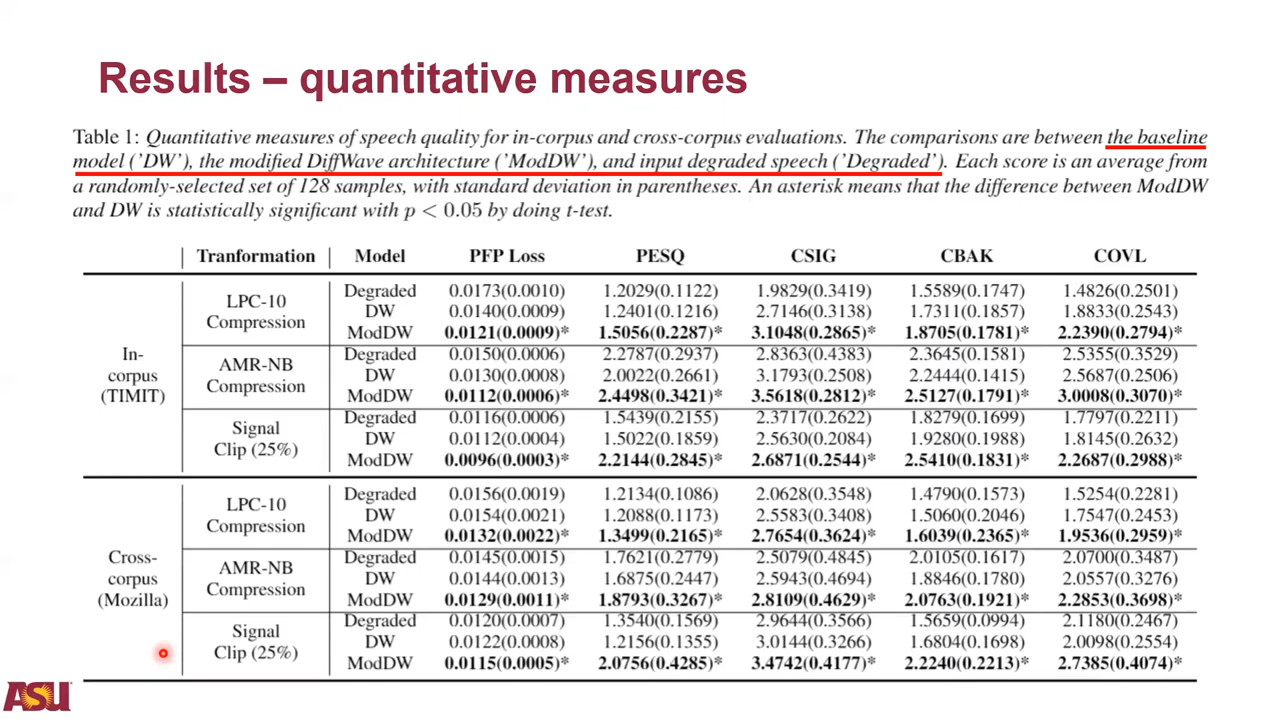 Results – quantitative measures
Table 1: Quantitative measures of speech quality for in-corpus and cross-corpus evaluations. The comparisons are between the baseline
model ('DW'), the modified DiffWave architecture ('ModDW'), and input degraded speech ('Degraded'). Each score is an average from
a randomly-selected set of 128 samples, with standard deviation in parentheses. An asterisk means that the difference between ModDW
and DW is statistically significant with p < 0.05 by doing t-test.
Tranformation Model PFP Loss PESQ CSIG CBAK COVL
In-corpus (TIMIT)
LPC-10 Compression
Degraded 0.0173(0.0010) 1.2029(0.1122) 1.9829(0.3419) 1.5589(0.1747) 1.4826(0.2501)
DW 0.0140(0.0009) 1.2401(0.1216) 2.7146(0.3138) 1.7311(0.1857) 1.8833(0.2543)
ModDW 0.0121(0.0009)* 1.5056(0.2287)* 3.1048(0.2865)* 1.8705(0.1781)* 2.2390(0.2794)*
AMR-NB Compression
Degraded 0.0150(0.0006) 2.2787(0.2937) 2.8363(0.4383) 2.3645(0.1581) 2.5355(0.3529)
DW 0.0130(0.0008) 2.0022(0.2661) 3.1793(0.2508) 2.2444(0.1415) 2.5687(0.2506)
ModDW 0.0112(0.0006)* 2.4498(0.3421)* 3.5618(0.2812)* 2.5127(0.1791)* 3.0008(0.3070)*
Signal Clip (25%)
Degraded 0.0116(0.0006) 1.5439(0.2155) 2.3717(0.2622) 1.8279(0.1699) 1.7797(0.2211)
DW 0.0112(0.0004) 1.5022(0.1859) 2.5630(0.2084) 1.9280(0.1988) 1.8145(0.2632)
ModDW 0.0096(0.0003)* 2.2144(0.2845)* 2.6871(0.2544)* 2.5410(0.1831)* 2.2687(0.2988)*
Cross-corpus (Mozilla)
LPC-10 Compression
Degraded 0.0156(0.0019) 1.2134(0.1086) 2.0628(0.3548) 1.4790(0.1573) 1.5254(0.2281)
DW 0.0154(0.0021) 1.2088(0.1173) 2.5583(0.3408) 1.5060(0.2046) 1.7547(0.2453)
ModDW 0.0132(0.0022)* 1.3499(0.2165)* 2.7654(0.3624)* 1.6039(0.2365)* 1.9536(0.2959)*
AMR-NB Compression
Degraded 0.0145(0.0015) 1.7621(0.2779) 2.5079(0.4845) 2.0105(0.1617) 2.0700(0.3487)
DW 0.0144(0.0013) 1.6875(0.2447) 2.5943(0.4694) 1.8846(0.1780) 2.0557(0.3276)
ModDW 0.0129(0.0011)* 1.8793(0.3267)* 2.8109(0.4629)* 2.0763(0.1921)* 2.2853(0.3698)*
Signal Clip (25%)
Degraded 0.0120(0.0007) 1.3540(0.1569) 2.9644(0.3566) 1.5659(0.0994) 2.1180(0.2467)
DW 0.0122(0.0008) 1.2156(0.1355) 3.0144(0.3266) 1.6804(0.1698) 2.0098(0.2554)
ModDW 0.0115(0.0005)* 2.0756(0.4285)* 3.4742(0.4177)* 2.2240(0.2213)* 2.7385(0.4074)*
ASU